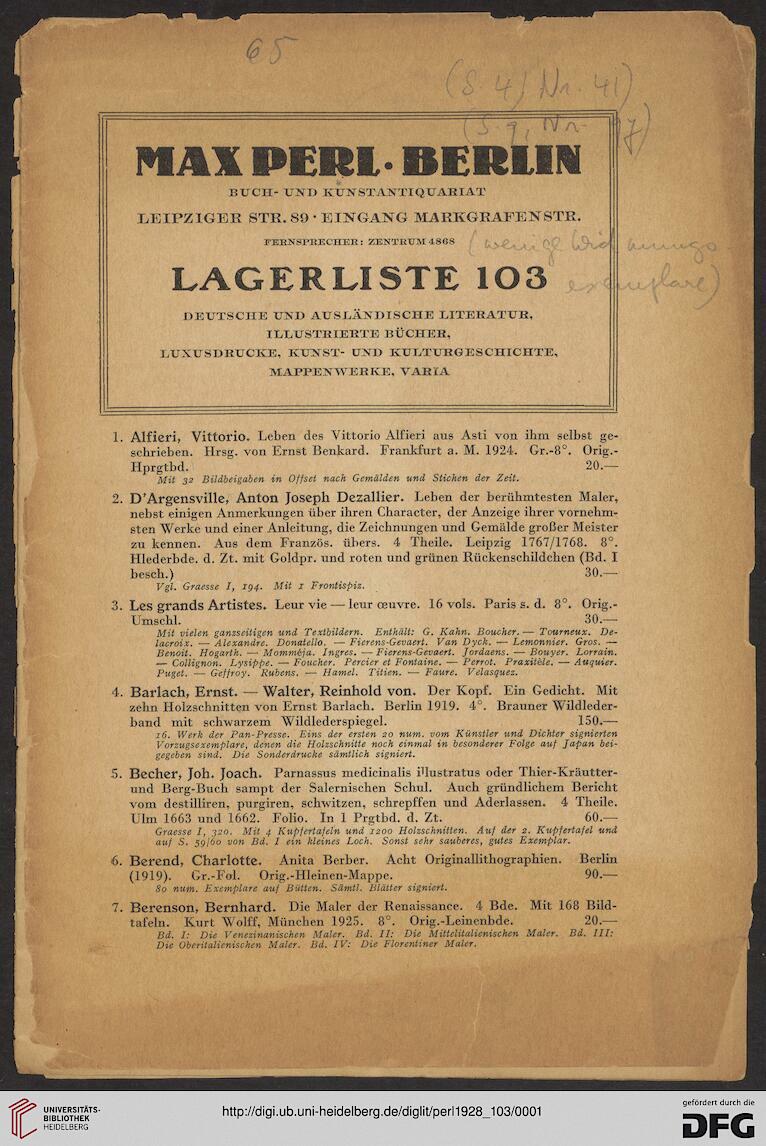 65
(S. 4) Nr. 41)
(S. 9, Nr. 97)
MAX PERL · BERLIN
BUCH- UND KUNSTANTIQUARIAT
LEIPZIGER STR. 89 · EINGANG MARKGRAFENSTR.
FERNSPRECHER: ZENTRUM 4868
(wenige Widmungs-
exemplare)
LAGERLISTE 103
DEUTSCHE UND AUSLÄNDISCHE LITERATUR,
ILLUSTRIERTE BÜCHER,
LUXUSDRUCKE, KUNST- UND KULTURGESCHICHTE,
MAPPENWERKE, VARIA
1. Alfieri, Vittorio. Leben des Vittorio Alfieri aus Asti von ihm selbst ge-
schrieben. Hrsg. von Ernst Benkard. Frankfurt a. M. 1924. Gr.-8°. Orig.-
Hprgtbd. 20.—
Mit 32 Bildbeigaben in Offset nach Gemälden und Stichen der Zeit.
2. D'Argensville, Anton Joseph Dezallier. Leben der berühmtesten Maler,
nebst einigen Anmerkungen über ihren Character, der Anzeige ihrer vornehm-
sten Werke und einer Anleitung, die Zeichnungen und Gemälde großer Meister
zu kennen. Aus dem Französ. übers. 4 Theile. Leipzig 1767/1768. 8°.
Hlederbde. d. Zt. mit Goldpr. und roten und grünen Rückenschildchen (Bd. I
besch.) 30.—
Vgl. Graesse I, 194. Mit 1 Frontispiz.
3. Les grands Artistes. Leur vie — leur œuvre. 16 vols. Paris s. d. 8°. Orig.-
Umschl. 30.—
Mit vielen ganzseitigen und Textbildern. Enthält: G. Kahn. Boucher. — Tourneux. De-
lacroix. — Alexandre. Donatello. — Fierens-Gevaert. Van Dyck. — Lemonnier. Gros. —
Benoit. Hogarth. — Momméja. Ingres. — Fierens-Gevaert. Jordaens. — Bouyer. Lorrain.
— Collignon. Lysippe. — Foucher. Percier et Fontaine. — Perrot. Praxitèle. — Auquier.
Puget. — Geffroy. Rubens. — Hamel. Titien. — Faure. Velasquez.
4. Barlach, Ernst. — Walter, Reinhold von. Der Kopf. Ein Gedicht. Mit
zehn Holzschnitten von Ernst Barlach. Berlin 1919. 4°. Brauner Wildleder-
band mit schwarzem Wildlederspiegel. 150.—
16. Werk der Pan-Presse. Eins der ersten 20 num. vom Künstler und Dichter signierten
Vorzugsexemplare, denen die Holzschnitte noch einmal in besonderer Folge auf Japan bei-
gegeben sind. Die Sonderdrucke sämtlich signiert.
5. Becher, Joh. Joach. Parnassus medicinalis illustratus oder Thier-Kräutter-
und Berg-Buch sampt der Salernischen Schul. Auch gründlichem Bericht
vom destilliren, purgiren, schwitzen, schrepffen und Aderlassen. 4 Theile.
Ulm 1663 und 1662. Folio. In 1 Prgtbd. d. Zt. 60.—
Graesse I, 320. Mit 4 Kupfertafeln und 1200 Holzschnitten. Auf der 2. Kupfertafel und
auf S. 59/60 von Bd. I ein kleines Loch. Sonst sehr sauberes, gutes Exemplar.
6. Berend, Charlotte. Anita Berber. Acht Originallithographien. Berlin
(1919). Gr.-Fol. Orig.-Hleinen-Mappe. 90.—
80 num. Exemplare auf Bütten. Sämtl. Blätter signiert.
7. Berenson, Bernhard. Die Maler der Renaissance. 4 Bde. Mit 168 Bild-
tafeln. Kurt Wolff, München 1925. 8°. Orig.-Leinenbde. 20.—
Bd. I: Die Venezinanischen Maler. Bd. II: Die Mittelitalienischen Maler. Bd. III:
Die Oberitalienischen Maler. Bd. IV: Die Florentiner Maler.
UNIVERSITÄTS-
BIBLIOTHEK
HEIDELBERG
http://digi.ub.uni-heidelberg.de/diglit/perl1928_103/0001
gefördert durch die
DFG